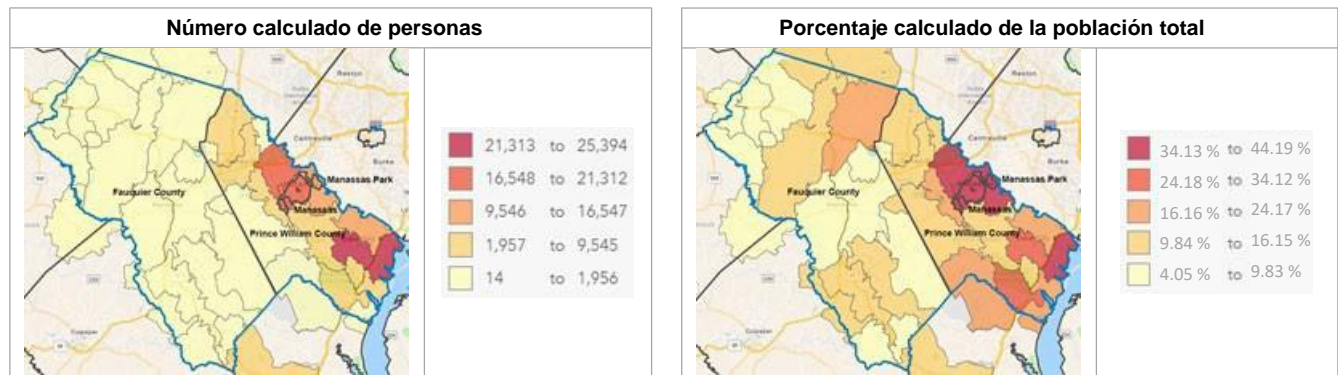 Número calculado de personas
Reston
Centreville
Burke
Manassas Park
Fauquier County
Manassas
Prince William County
Culpeper
21,313 to 25,394
16,548 to 21,312
9,546 to 16,547
1,957 to 9,545
14 to 1,956
Porcentaje calculado de la población total
Reston
Centreville
Burke
Manassas Park
Fauquier County
Manassas
Prince William County
Culpeper
34.13 % to 44.19 %
24.18 % to 34.12 %
16.16 % to 24.17 %
9.84 % to 16.15 %
4.05 % to 9.83 %